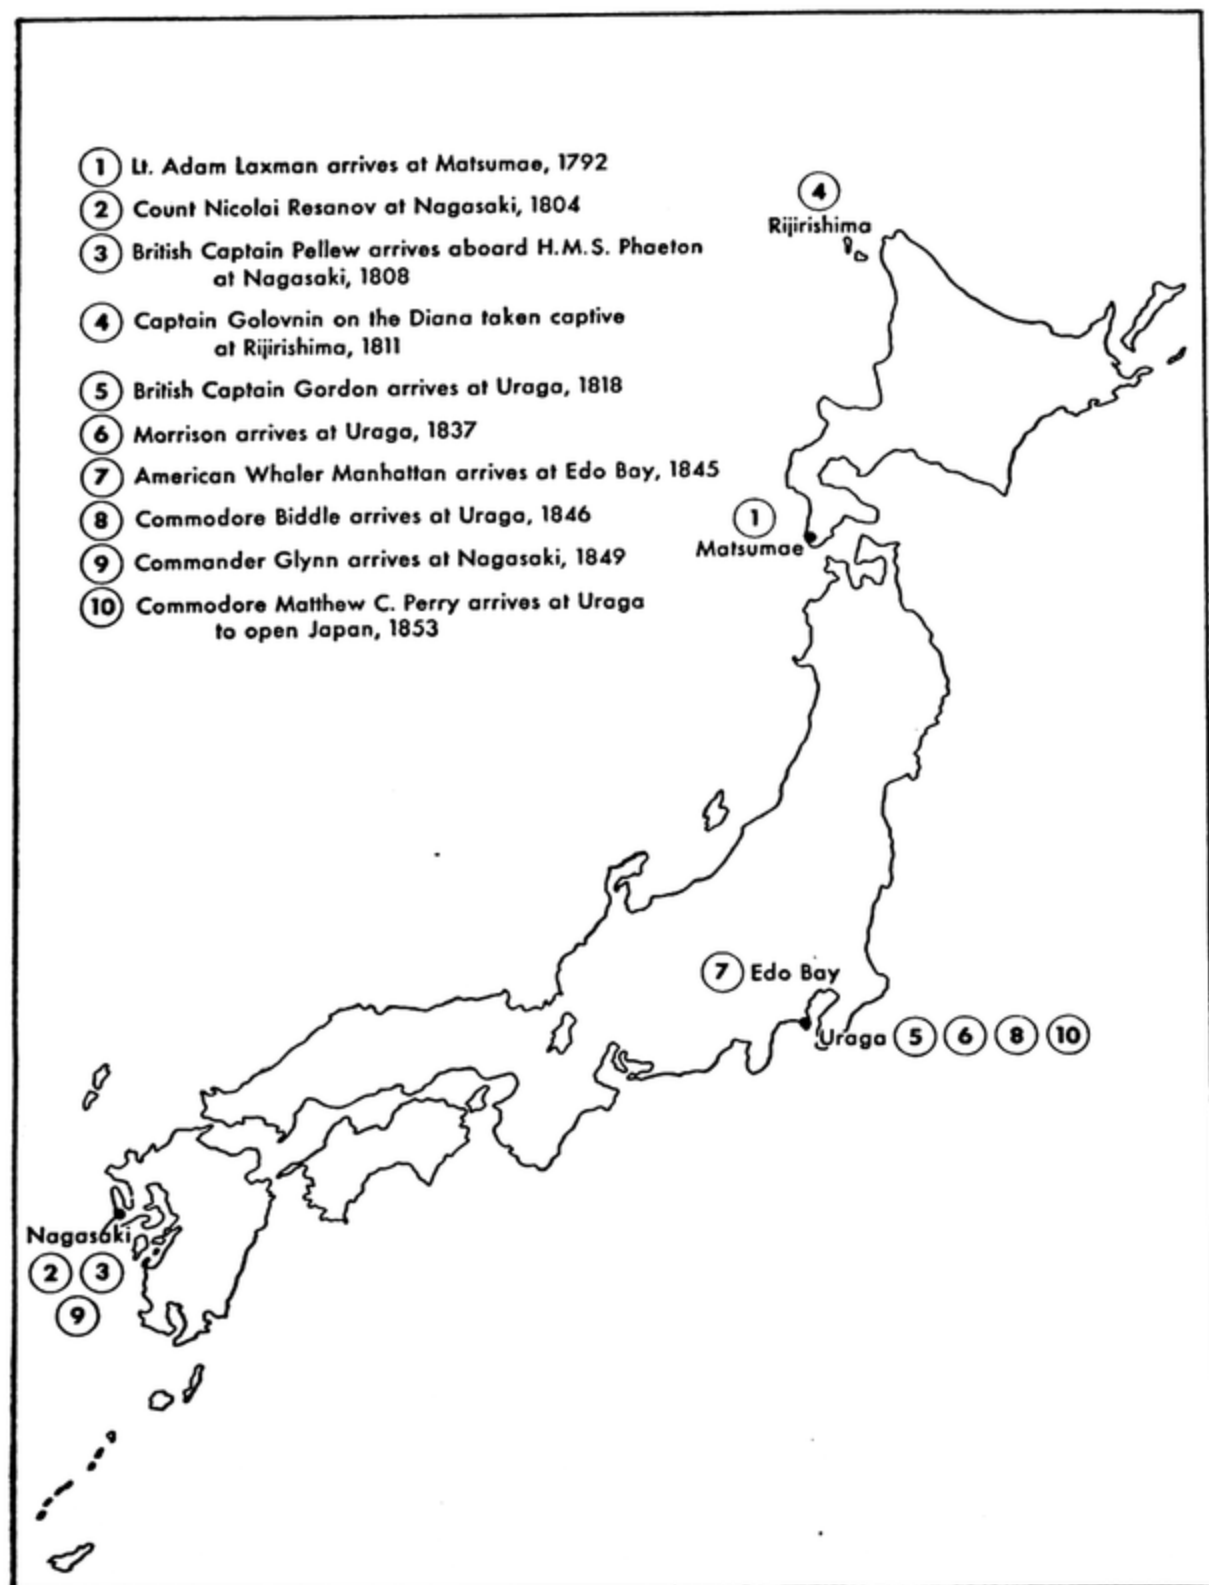 1 Lt. Adam Laxman arrives at Matsumae, 1792
2 Count Nicolai Resanov at Nagasaki, 1804
3 British Captain Pellew arrives aboard H.M.S. Phaeton
at Nagasaki, 1808
4 Captain Golovnin on the Diana taken captive
at Rijirishima, 1811
5 British Captain Gordon arrives at Uraga, 1818
6 Morrison arrives at Uraga, 1837
7 American Whaler Manhattan arrives at Edo Bay, 1845
8 Commodore Biddle arrives at Uraga, 1846
9 Commander Glynn arrives at Nagasaki, 1849
10 Commodore Matthew C. Perry arrives at Uraga
to open Japan, 1853
4
Rijirishima
1
Matsumae
7 Edo Bay
Uraga 5 6 8 10
Nagasaki
2 3
9